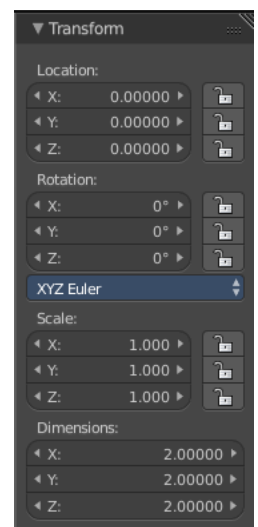 Transform
Location:
X: 0.00000
Y: 0.00000
Z: 0.00000
Rotation:
X: 0°
Y: 0°
Z: 0°
XYZ Euler
Scale:
X: 1.000
Y: 1.000
Z: 1.000
Dimensions:
X: 2.00000
Y: 2.00000
Z: 2.00000